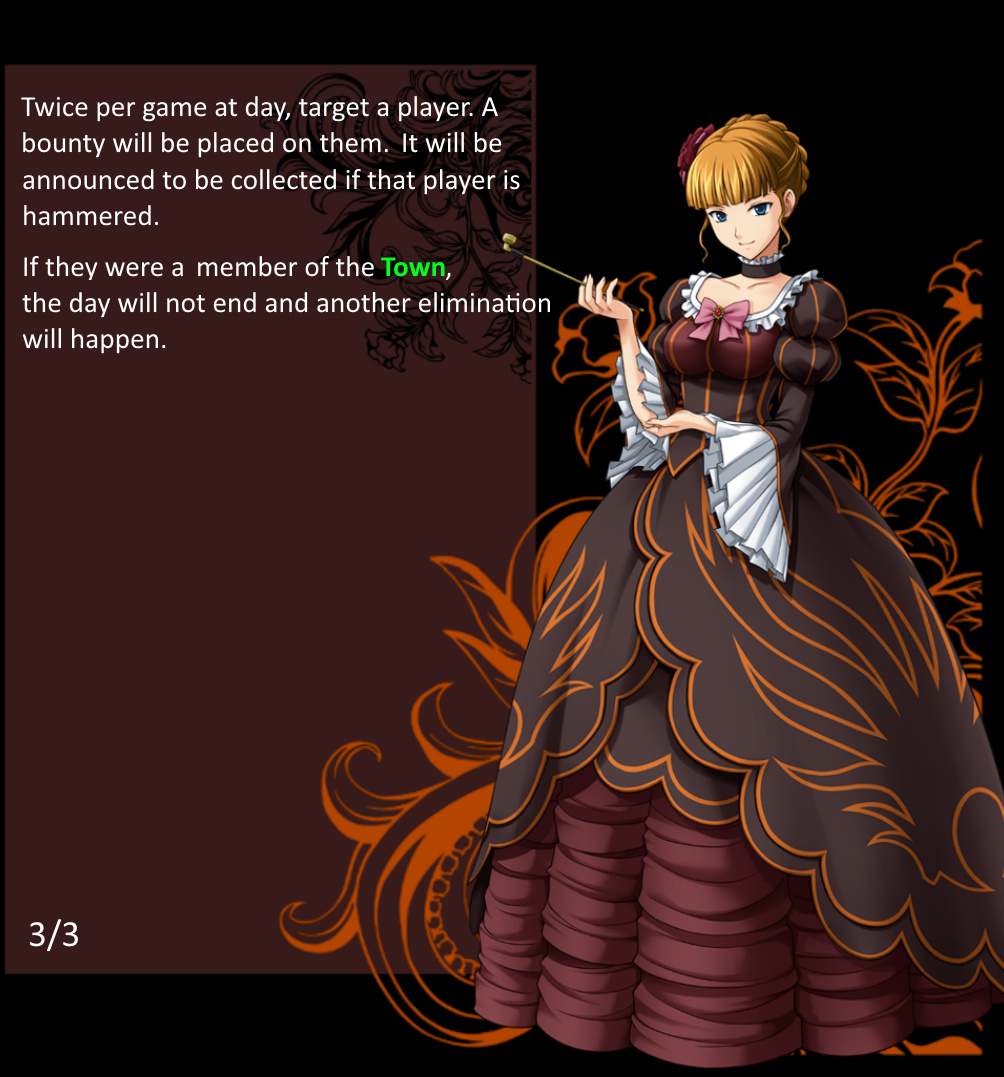 Twice per game at day, target a player. A
bounty will be placed on them. It will be
announced to be collected if that player is
hammered.
If they were a member of the Town,
the day will not end and another elimination
will happen.
3/3